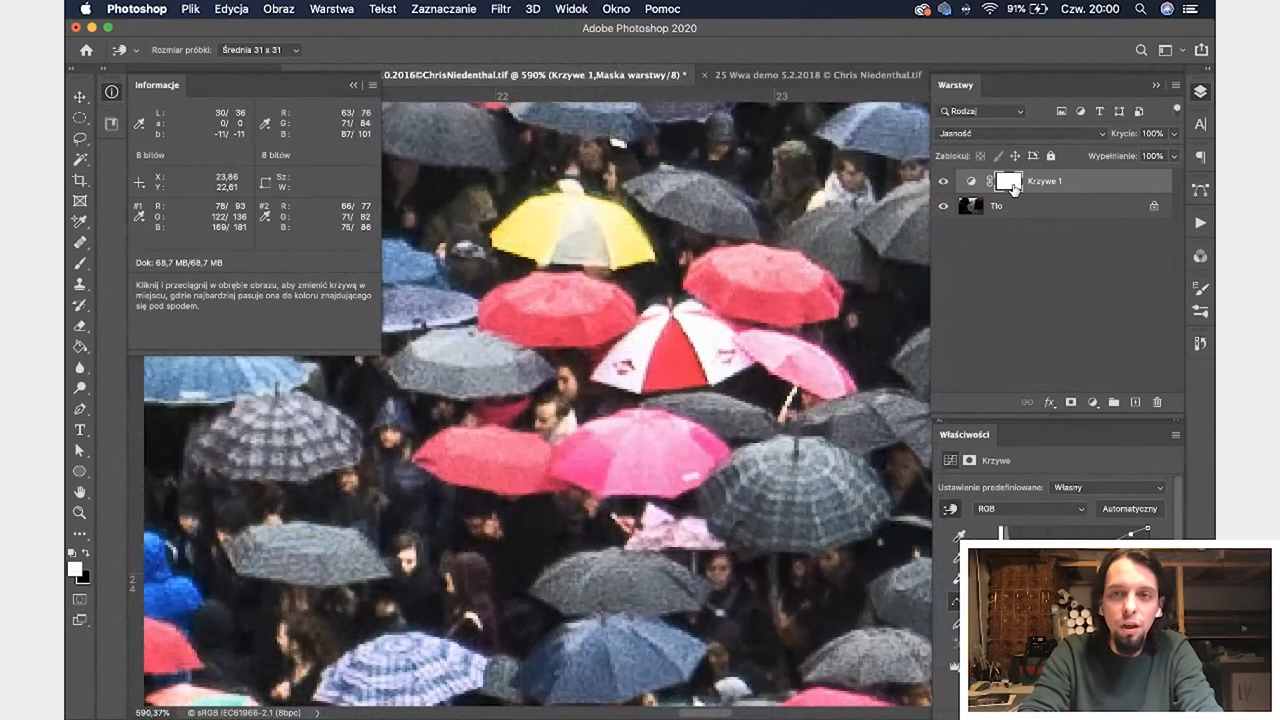 Photoshop Plik Edycja Obraz Warstwa Tekst Zaznaczanie Filtr 3D Widok Okno Pomoc 91% Czw. 20:00
Adobe Photoshop 2020
Rozmiar próbki: Średnia 31 x 31
.0.2016©ChrisNiedenthal.tif @ 590% (Krzywe 1,Maska warstwy/8) * × 25 Wwa demo 5.2.2018 © Chris Niedenthal.tif
22 23
Informacje
L: 30/ 36 R: 63/ 76
a: 0/ 0 G: 71/ 84
b: -11/ -11 B: 87/ 101
8 bitów 8 bitów
X: 23,86 Sz:
Y: 22,61 W:
#1 R: 78/ 93 #2 R: 66/ 77
G: 122/ 136 G: 71/ 82
B: 169/ 181 B: 75/ 86
Dok: 68,7 MB/68,7 MB
Kliknij i przeciągnij w obrębie obrazu, aby zmienić krzywą w
miejscu, gdzie najbardziej pasuje ona do koloru znajdującego
się pod spodem.
Warstwy
Rodzaj
Jasność Krycie: 100%
Zablokuj: Wypełnienie: 100%
Krzywe 1
Tło
fx
Właściwości
Krzywe
Ustawienie predefiniowane: Własny
RGB Automatyczny
2
4
590,37% © sRGB IEC61966-2.1 (8bpc)